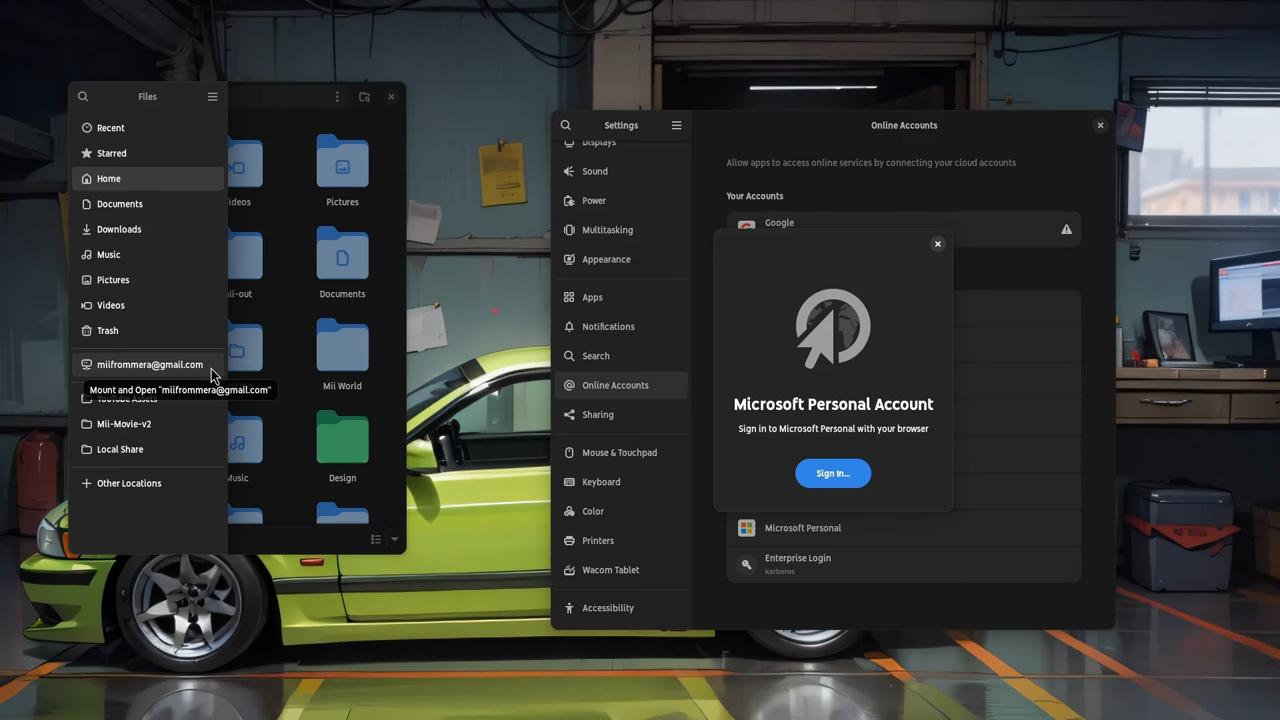 Files
Recent
Starred
Home
Documents
Downloads
Music
Pictures
Videos
Trash
miifrommera@gmail.com
Mount and Open "miifrommera@gmail.com"
YouTube Assets
Mii-Movie-v2
Local Share
Other Locations
Pictures
Documents
Mii World
Music
Design
Settings
Displays
Sound
Power
Multitasking
Appearance
Apps
Notifications
Search
Online Accounts
Sharing
Mouse & Touchpad
Keyboard
Color
Printers
Wacom Tablet
Accessibility
Online Accounts
Allow apps to access online services by connecting your cloud accounts
Your Accounts
Google
Microsoft Personal Account
Sign in to Microsoft Personal with your browser
Sign In...
Microsoft Personal
Enterprise Login
Kerberos